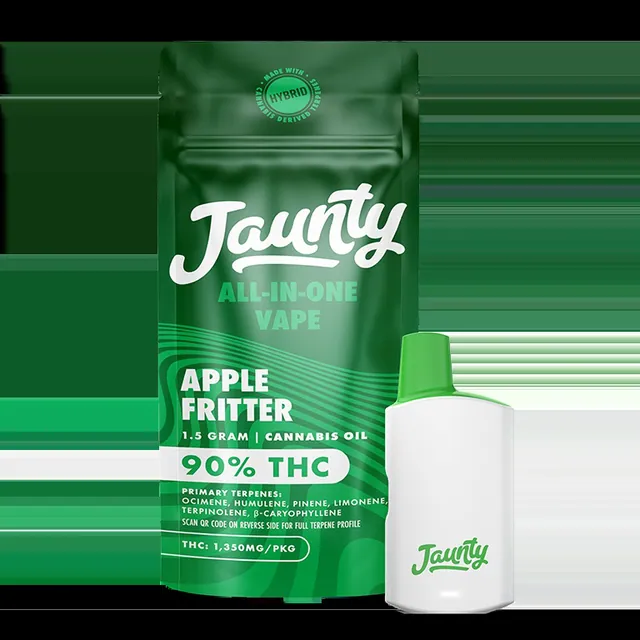 MADE WITH
HYBRID
CANNABIS DERIVED TERPENES
Jaunty
ALL-IN-ONE
VAPE
APPLE
FRITTER
1.5 GRAM | CANNABIS OIL
90% THC
PRIMARY TERPENES:
OCIMENE, HUMULENE, PINENE, LIMONENE,
TERPINOLENE, β-CARYOPHYLLENE
SCAN QR CODE ON REVERSE SIDE FOR FULL TERPENE PROFILE
THC: 1,350MG/PKG
Jaunty